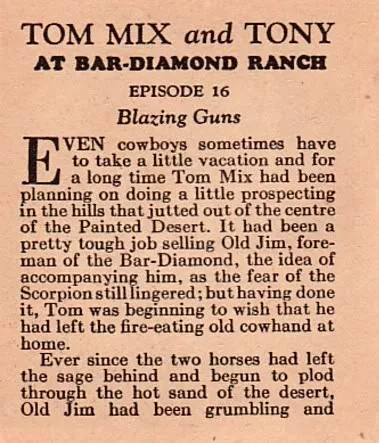 TOM MIX and TONY
AT BAR-DIAMOND RANCH
EPISODE 16
Blazing Guns
EVEN cowboys sometimes have
to take a little vacation and for
a long time Tom Mix had been
planning on doing a little prospecting
in the hills that jutted out of the centre
of the Painted Desert. It had been a
pretty tough job selling Old Jim, fore-
man of the Bar-Diamond, the idea of
accompanying him, as the fear of the
Scorpion still lingered; but having done
it, Tom was beginning to wish that he
had left the fire-eating old cowhand at
home.
Ever since the two horses had left
the sage behind and begun to plod
through the hot sand of the desert,
Old Jim had been grumbling and